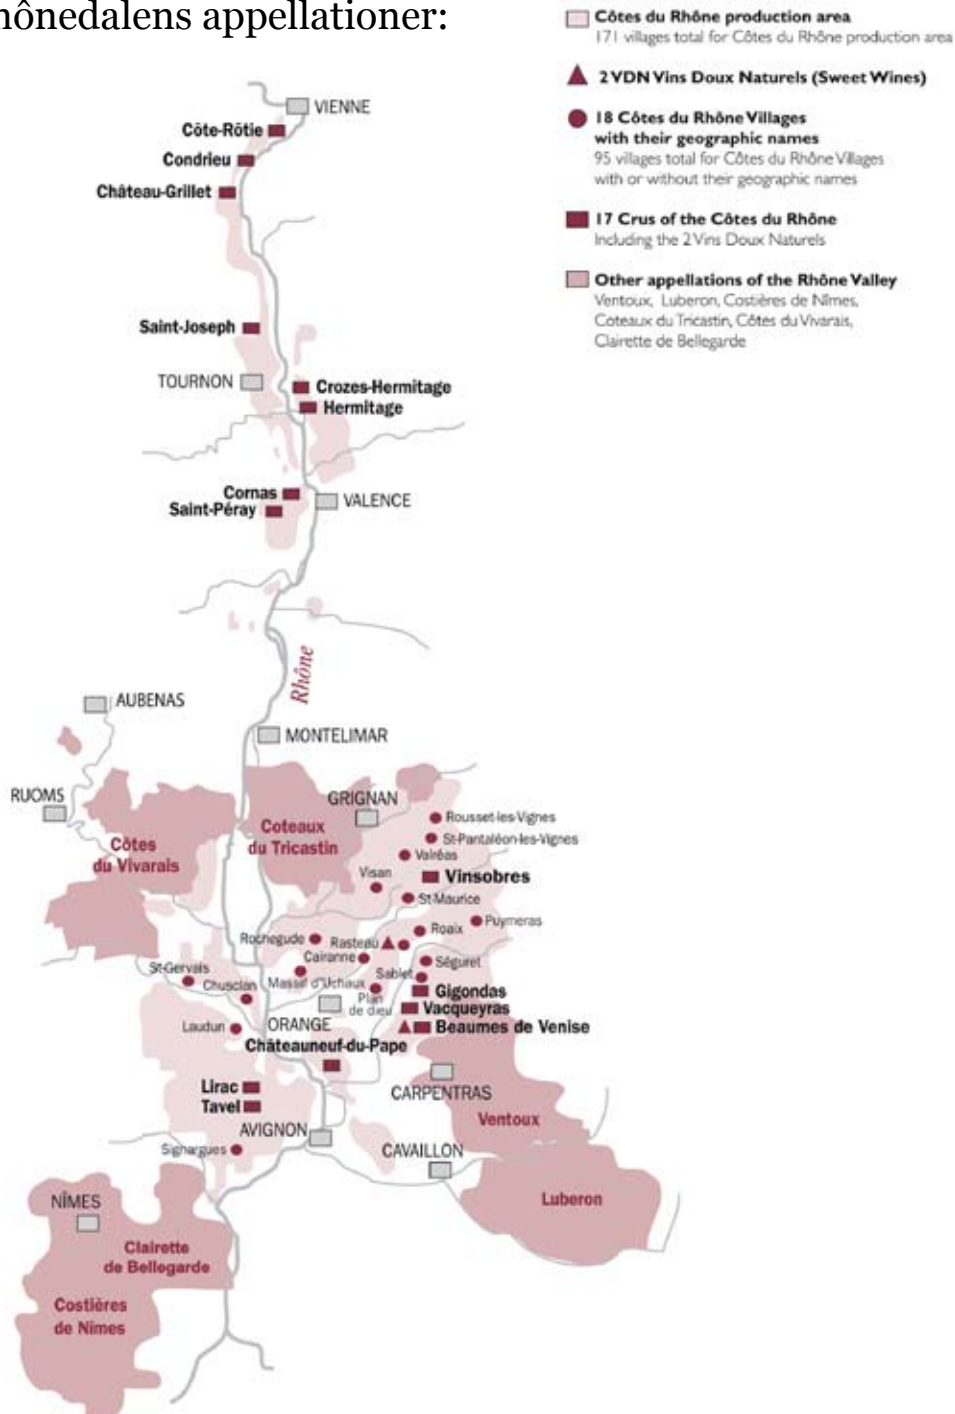 hônedalens appellationer:
Côtes du Rhône production area
171 villages total for Côtes du Rhône production area
2 VDN Vins Doux Naturels (Sweet Wines)
18 Côtes du Rhône Villages
with their geographic names
95 villages total for Côtes du Rhône Villages
with or without their geographic names
17 Crus of the Côtes du Rhône
Including the 2 Vins Doux Naturels
Other appellations of the Rhône Valley
Ventoux, Luberon, Costières de Nîmes,
Coteaux du Tricastin, Côtes du Vivarais,
Clairette de Bellegarde
VIENNE
Côte-Rôtie
Condrieu
Château-Grillet
Saint-Joseph
TOURNON
Crozes-Hermitage
Hermitage
Cornas
Saint-Péray
VALENCE
Rhône
AUBENAS
MONTELIMAR
RUOMS
GRIGNAN
Côtes
du Vivarais
Coteaux
du Tricastin
Rousset-les-Vignes
St-Pantaléon-les-Vignes
Valréas
Visan
Vinsobres
St-Maurice
Puymeras
Roaix
Rochegude
Rasteau
Cairanne
Séguret
Sablet
St-Gervais
Chusclan
Massif d'Uchaux
Plan
de dieu
Gigondas
Vacqueyras
Beaumes de Venise
Laudun
ORANGE
Châteauneuf-du-Pape
Lirac
Tavel
CARPENTRAS
Ventoux
AVIGNON
Signargues
CAVAILLON
Luberon
NÎMES
Clairette
de Bellegarde
Costières
de Nîmes